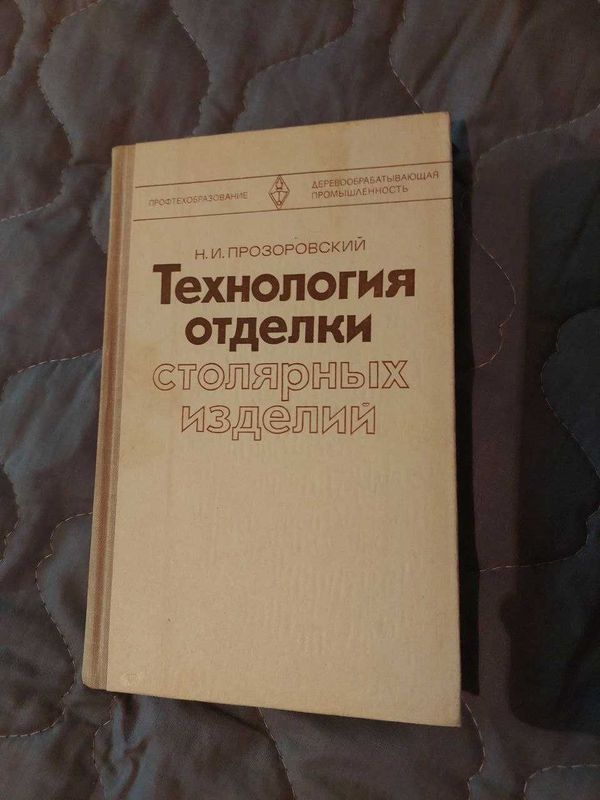 ПРОФТЕХОБРАЗОВАНИЕ
ДЕРЕВООБРАБАТЫВАЮЩАЯ
ПРОМЫШЛЕННОСТЬ
Н. И. ПРОЗОРОВСКИЙ
Технология
отделки
столярных
изделий